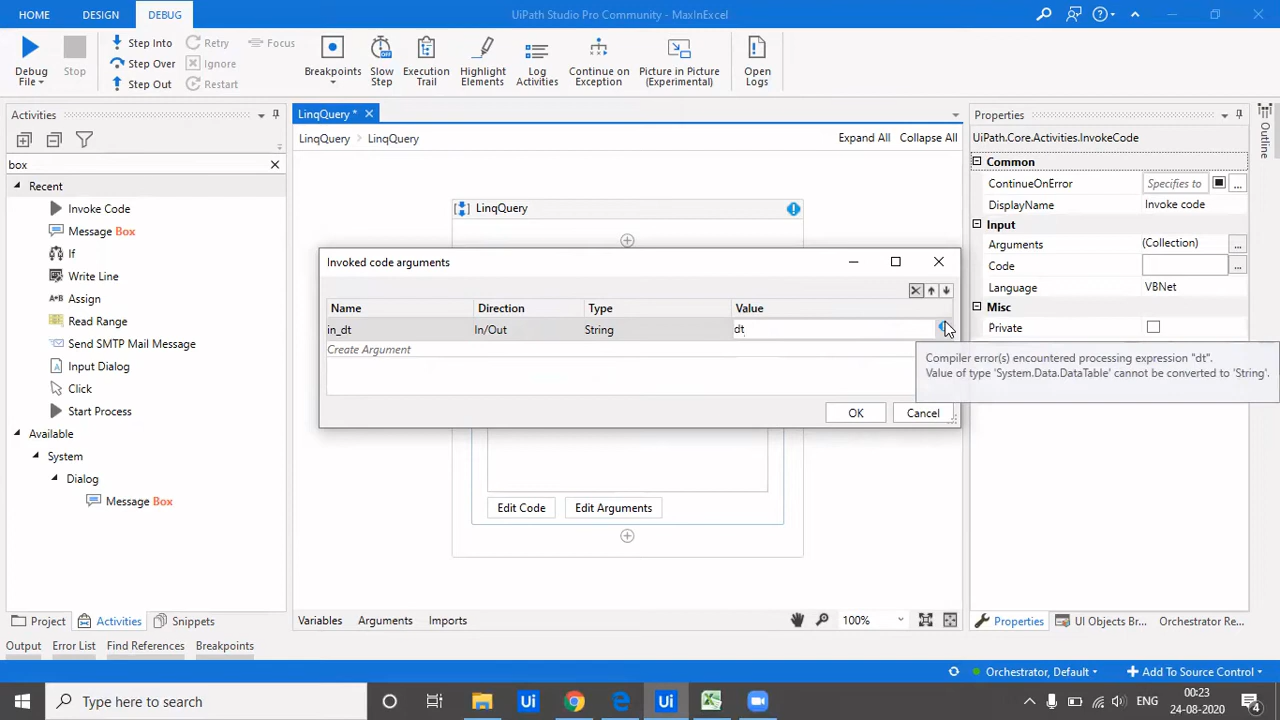 HOME DESIGN DEBUG UiPath Studio Pro Community - MaxInExcel
Debug File
Stop
Step Into
Step Over
Step Out
Retry
Ignore
Restart
Focus
Breakpoints
Slow Step
Execution Trail
Highlight Elements
Log Activities
Continue on Exception
Picture in Picture (Experimental)
Open Logs
Activities
box
Recent
Invoke Code
Message Box
If
Write Line
Assign
Read Range
Send SMTP Mail Message
Input Dialog
Click
Start Process
Available
System
Dialog
Message Box
Project Activities Snippets
LinqQuery *
LinqQuery > LinqQuery Expand All Collapse All
LinqQuery
Invoked code arguments
Name Direction Type Value
in_dt In/Out String dt
Create Argument
Compiler error(s) encountered processing expression "dt".
Value of type 'System.Data.DataTable' cannot be converted to 'String'.
OK Cancel
Edit Code Edit Arguments
Variables Arguments Imports 100%
Properties
UiPath.Core.Activities.InvokeCode
Common
ContinueOnError Specifies to ...
DisplayName Invoke code
Input
Arguments (Collection) ...
Code ...
Language VBNet
Misc
Private
Outline
Properties UI Objects Br... Orchestrator Re...
Output Error List Find References Breakpoints
Orchestrator, Default Add To Source Control
Type here to search
Ui Ui
ENG
00:23
24-08-2020
4